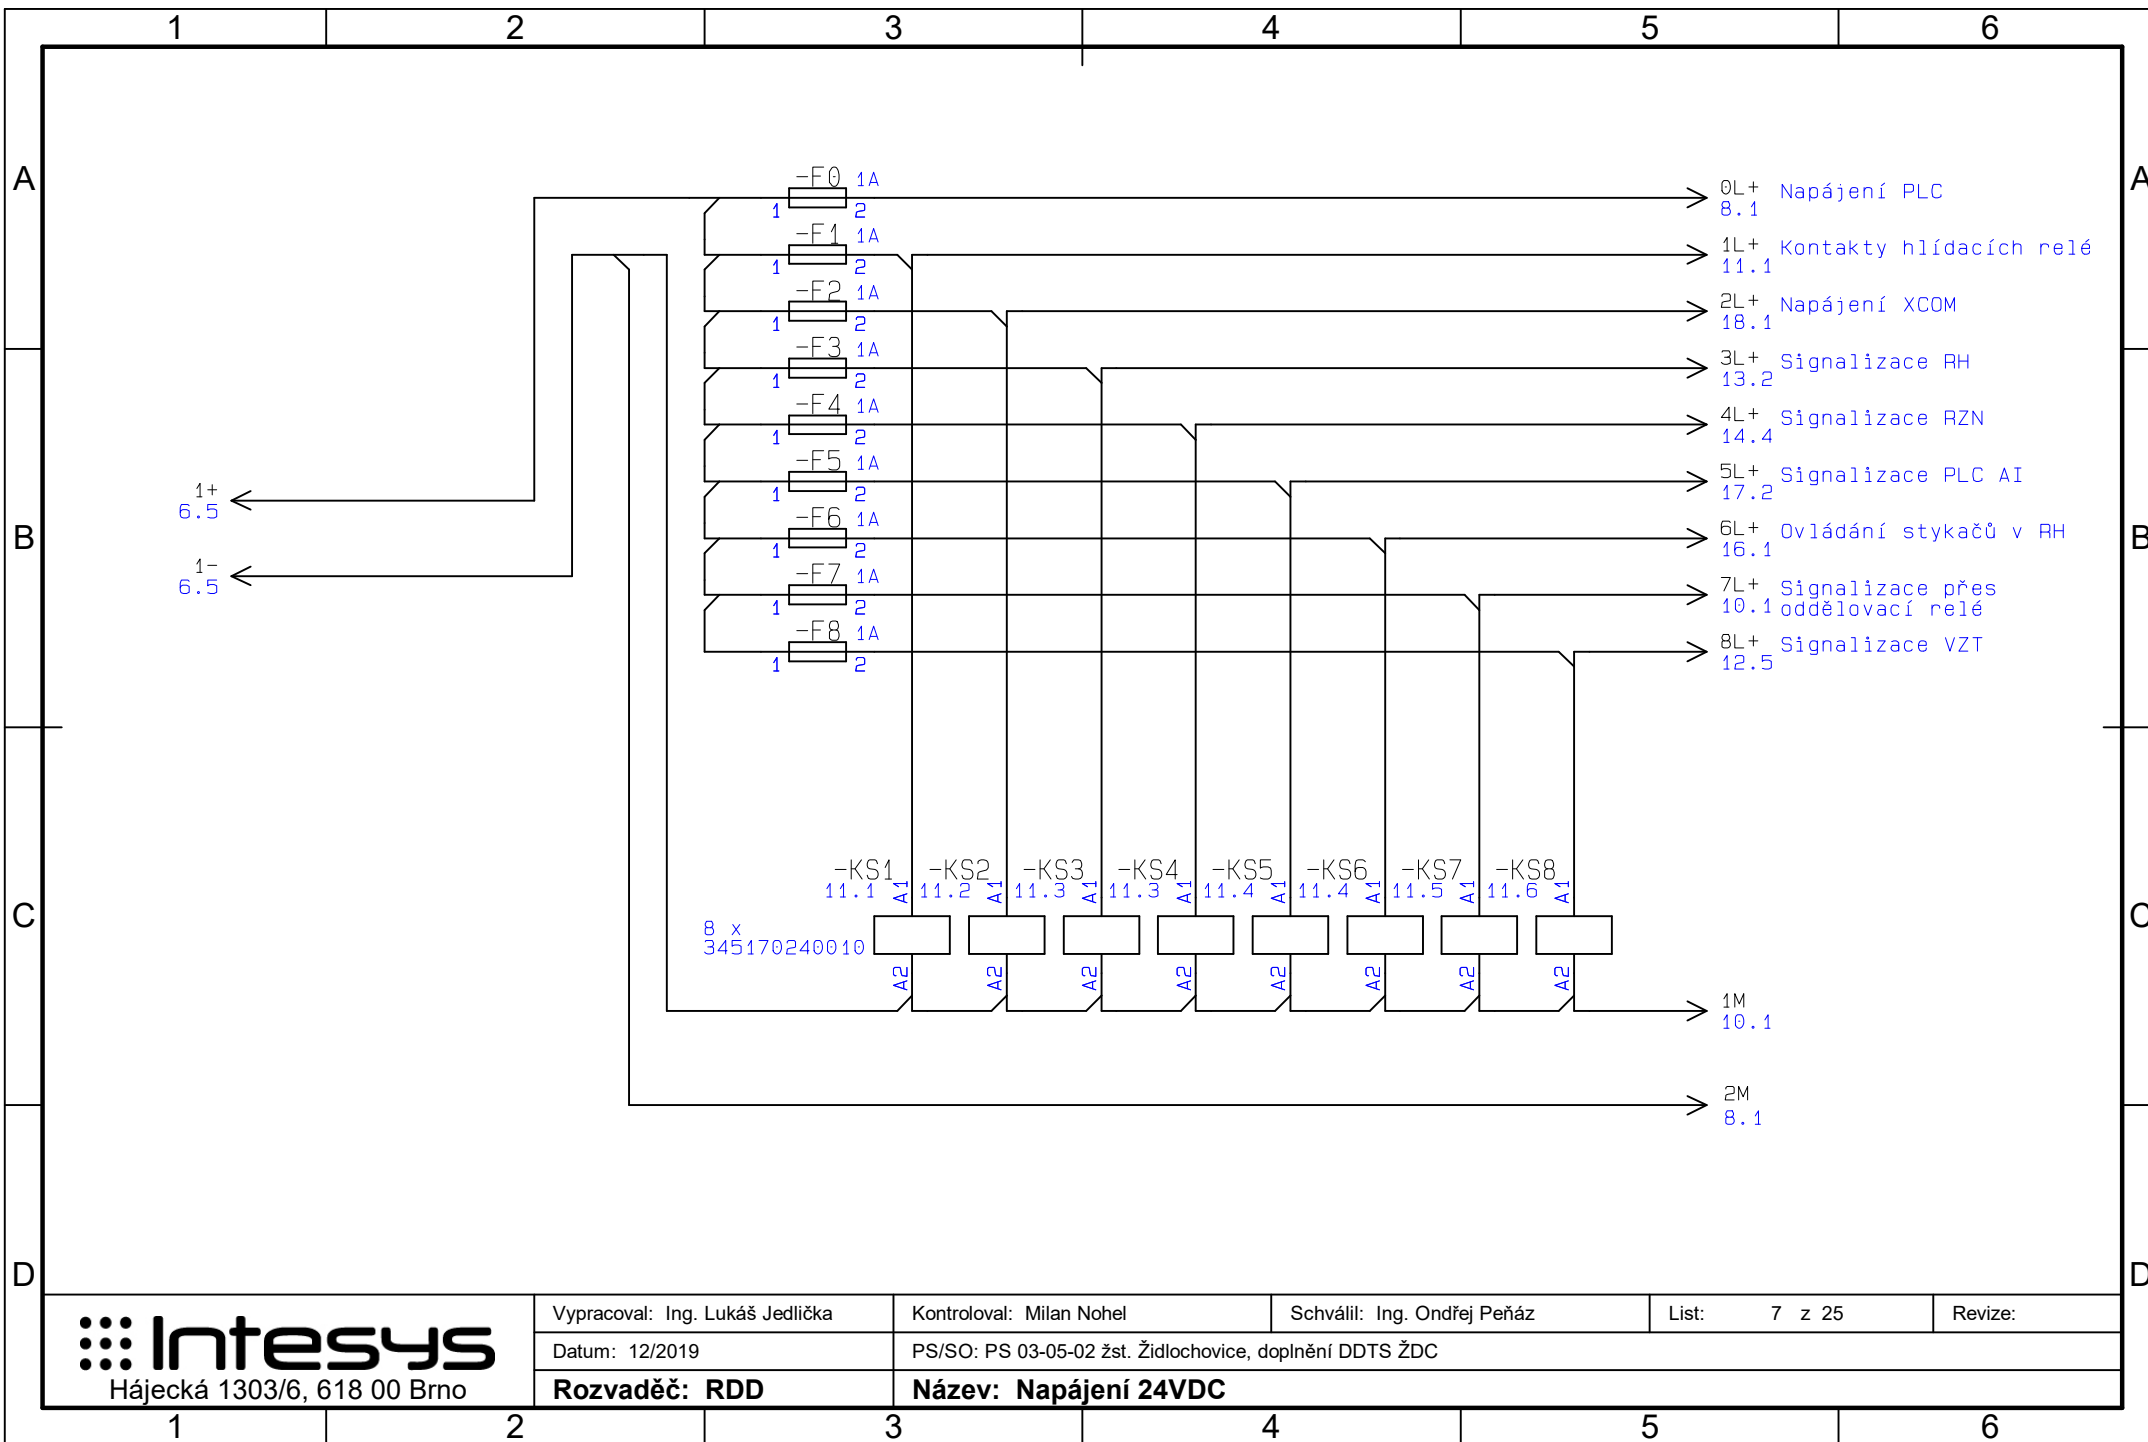 1 2 3 4 5 6
A A
-F0 1A
1 2
0L+ Napájení PLC
8.1
-F1 1A
1 2
1L+ Kontakty hlídacích relé
11.1
-F2 1A
1 2
2L+ Napájení XCOM
18.1
-F3 1A
1 2
3L+ Signalizace RH
13.2
-F4 1A
1 2
4L+ Signalizace RZN
14.4
-F5 1A
1 2
5L+ Signalizace PLC AI
17.2
1+
6.5
-F6 1A
1 2
6L+ Ovládání stykačů v RH
16.1
B B
1-
6.5
-F7 1A
1 2
7L+ Signalizace přes
10.1 oddělovací relé
-F8 1A
1 2
8L+ Signalizace VZT
12.5
-KS1 -KS2 -KS3 -KS4 -KS5 -KS6 -KS7 -KS8
11.1 A1 11.2 A1 11.3 A1 11.3 A1 11.4 A1 11.4 A1 11.5 A1 11.6 A1
C C
8 x
345170240010
A2 A2 A2 A2 A2 A2 A2 A2
1M
10.1
2M
8.1
D D
Intesys
Hájecká 1303/6, 618 00 Brno
Vypracoval: Ing. Lukáš Jedlička Kontroloval: Milan Nohel Schválil: Ing. Ondřej Peňáz List: 7 z 25 Revize:
Datum: 12/2019 PS/SO: PS 03-05-02 žst. Židlochovice, doplnění DDTS ŽDC
Rozvaděč: RDD Název: Napájení 24VDC
1 2 3 4 5 6